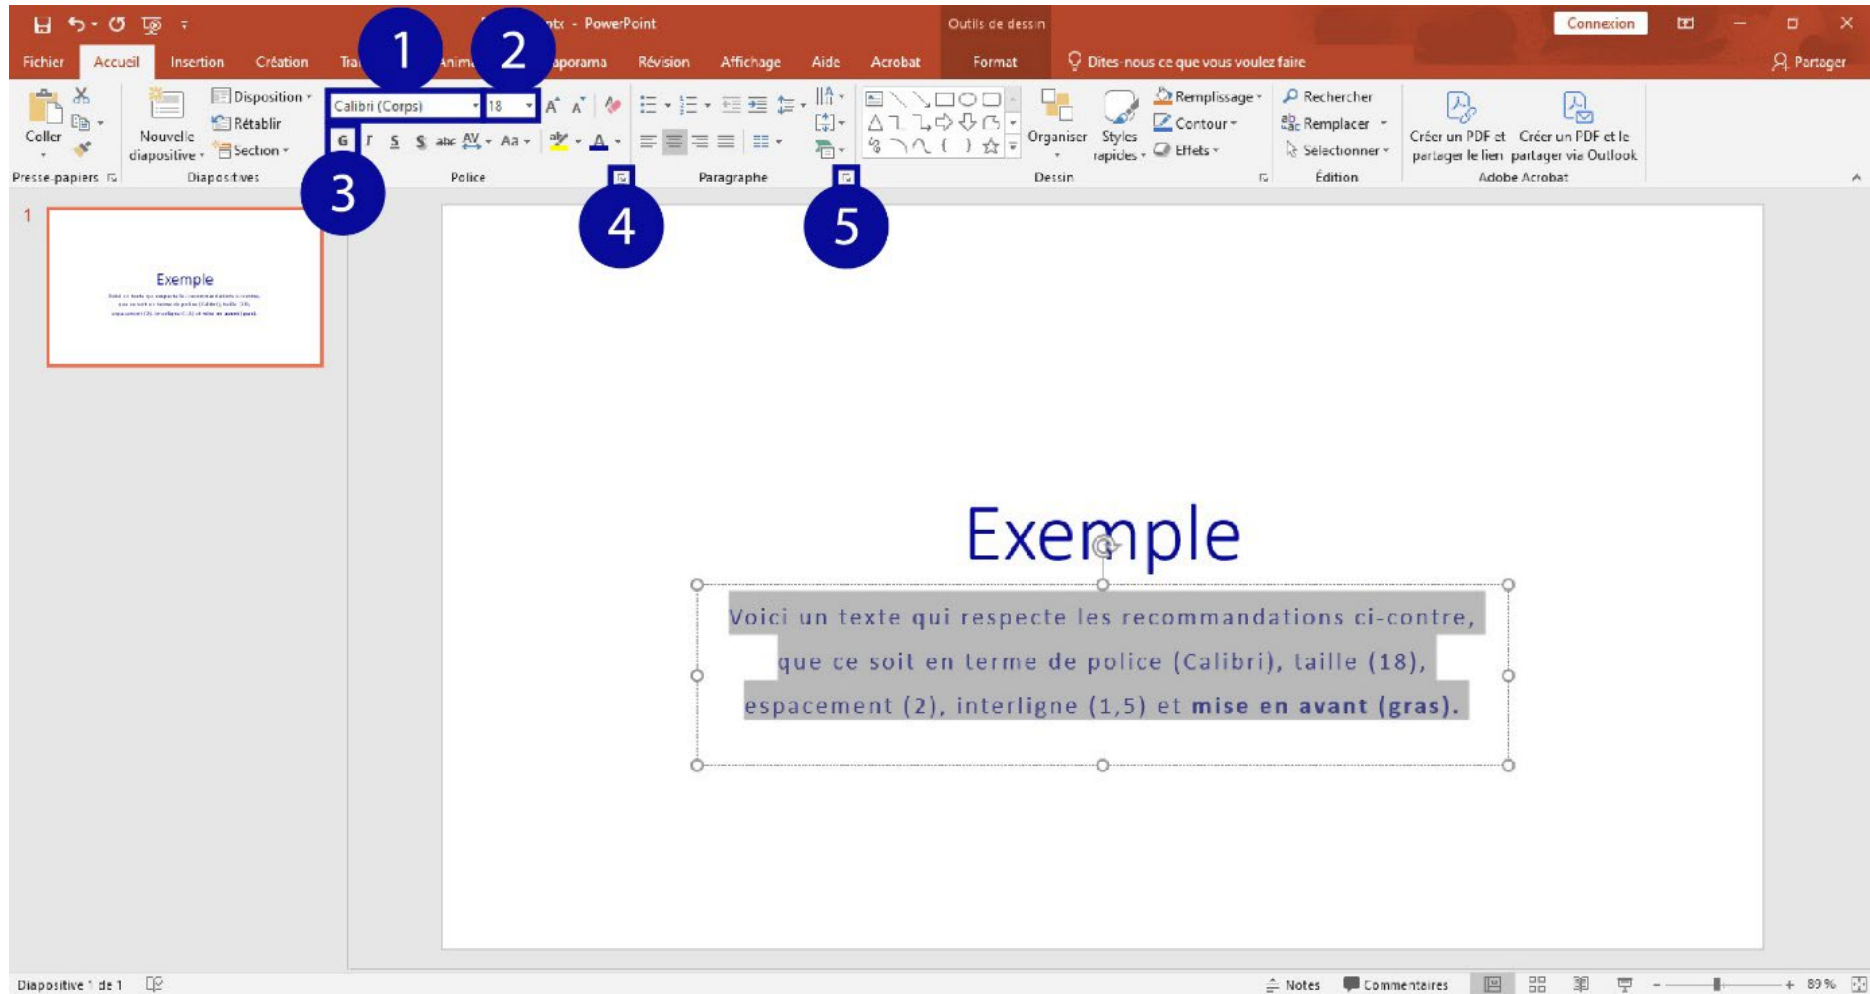 ptx - PowerPoint
Outils de dessin
Connexion
1
2
Fichier Accueil Insertion Création Tra Anima aporama Révision Affichage Aide Acrobat Format Dites-nous ce que vous voulez faire Partager
Coller
Nouvelle diapositive
Disposition
Rétablir
Section
Calibri (Corps) 18
G I S S abc AV Aa A
Organiser
Styles rapides
Remplissage
Contour
Effets
Rechercher
Remplacer
Sélectionner
Créer un PDF et partager le lien
Créer un PDF et le partager via Outlook
Presse-papiers Diapositives Police Paragraphe Dessin Édition Adobe Acrobat
3
4
5
1
Exemple
Exemple
Voici un texte qui respecte les recommandations ci-contre,
que ce soit en terme de police (Calibri), taille (18),
espacement (2), interligne (1,5) et mise en avant (gras).
Diapositive 1 de 1
Notes Commentaires 89 %